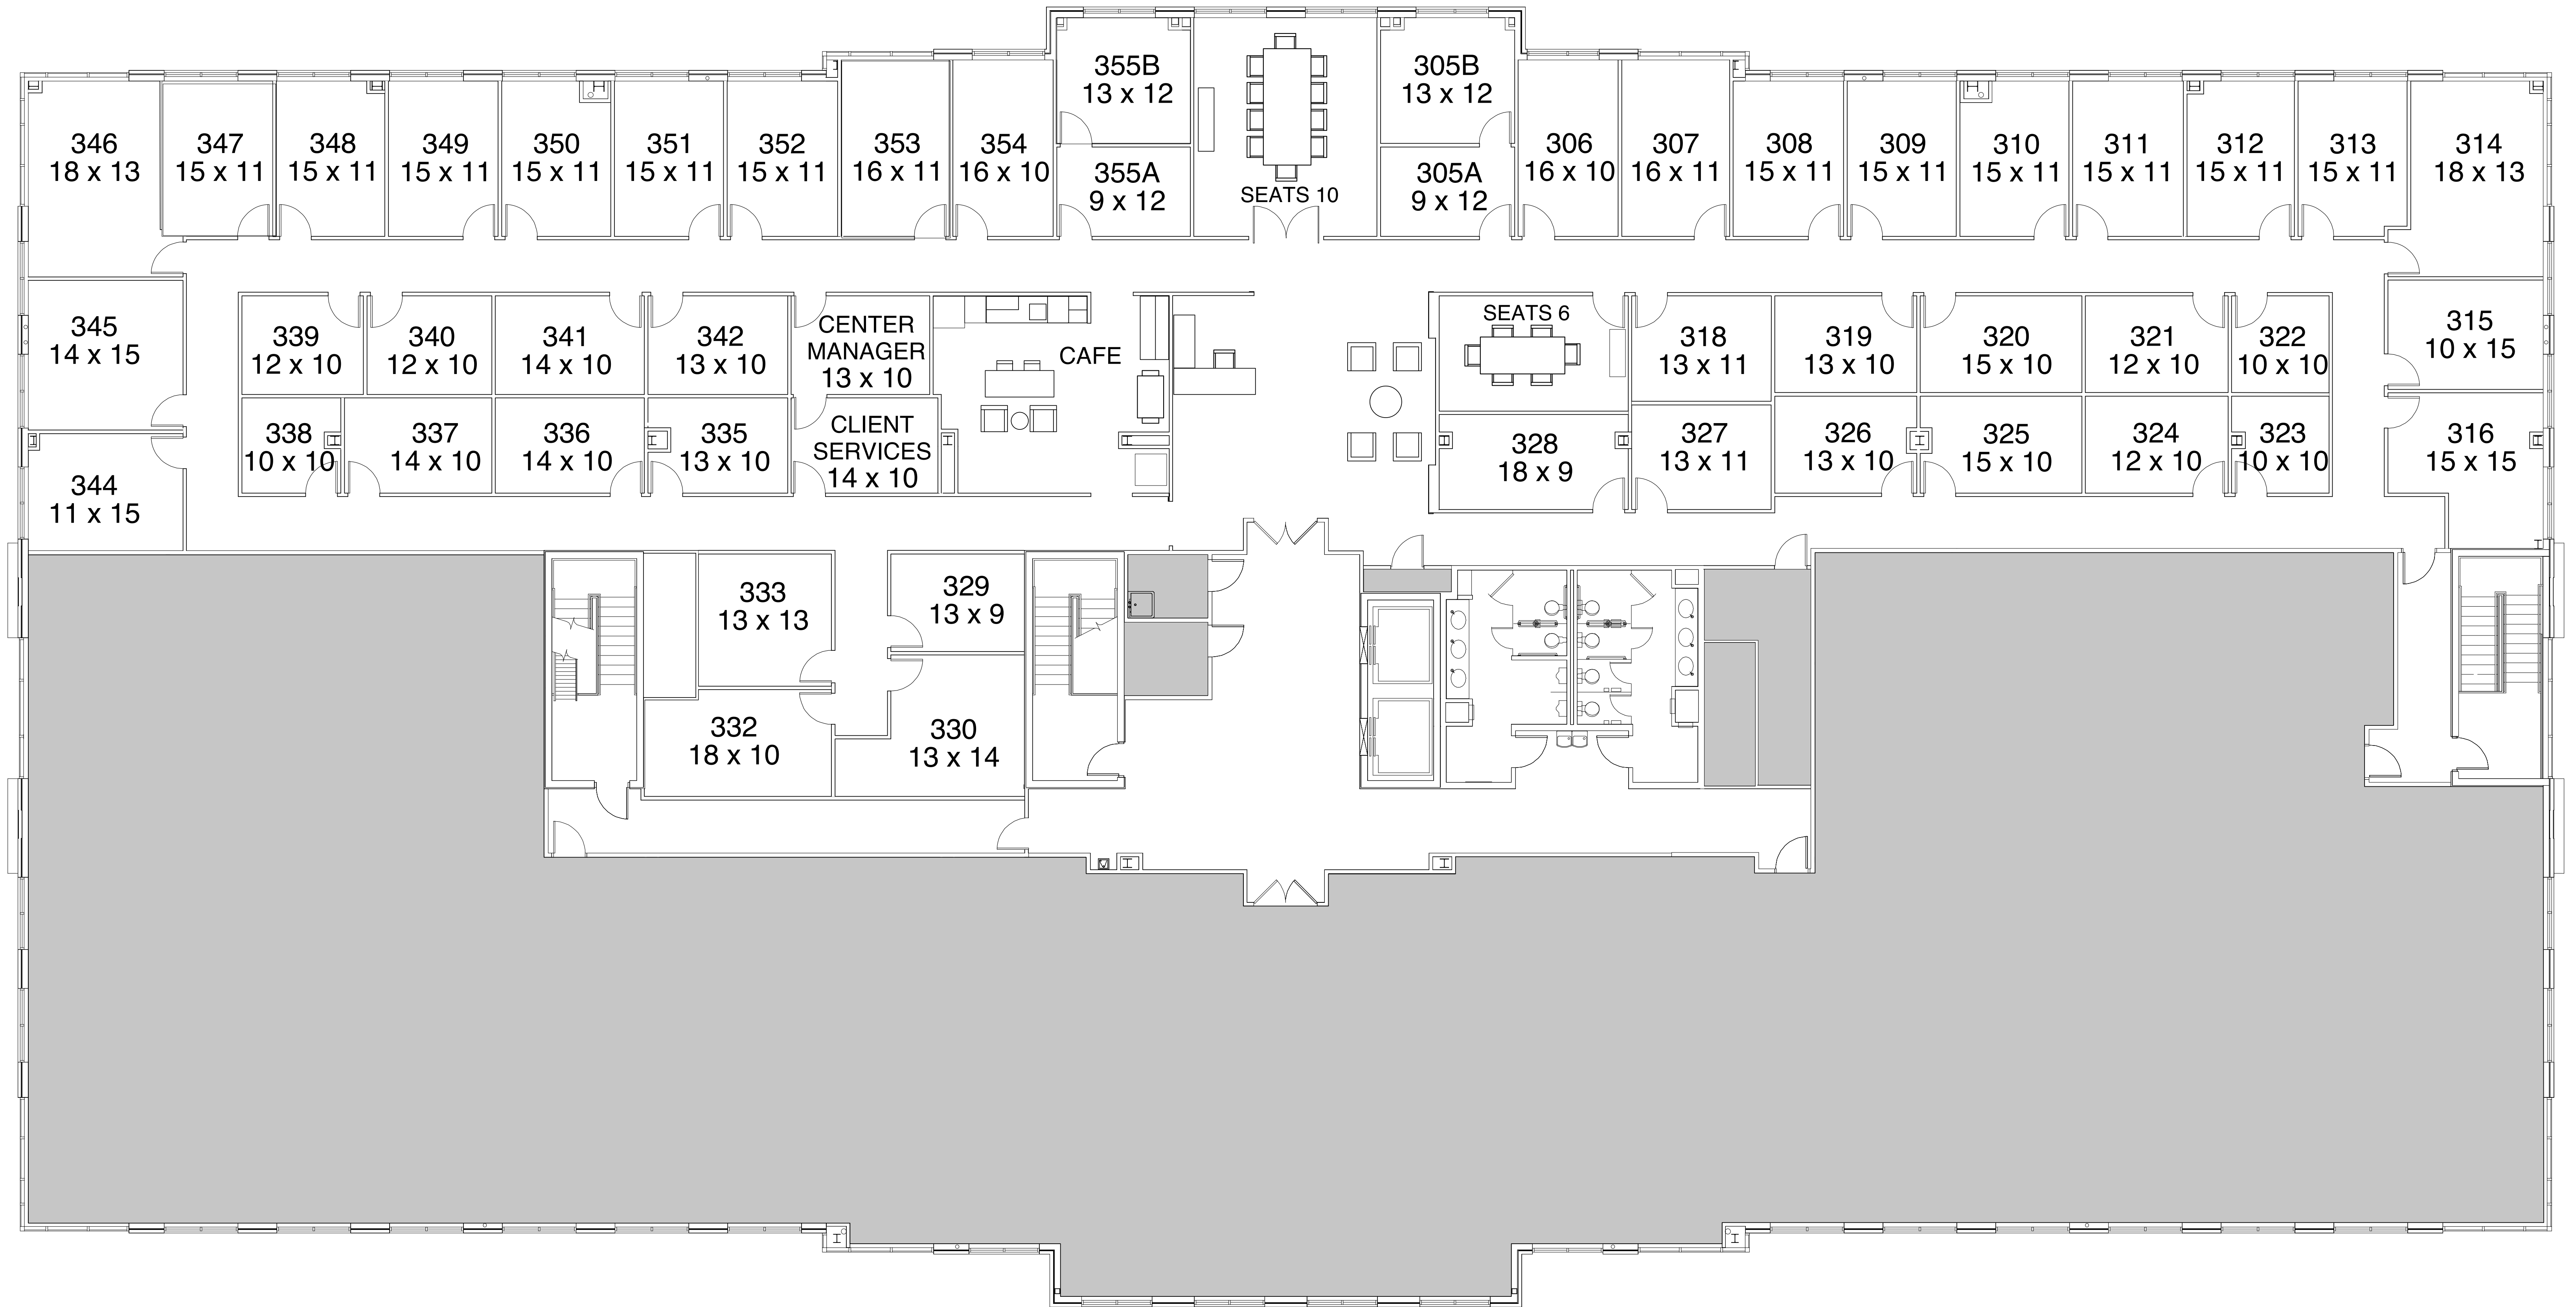 355B
13 x 12
305B
13 x 12
346
18 x 13
347
15 x 11
348
15 x 11
349
15 x 11
350
15 x 11
351
15 x 11
352
15 x 11
353
16 x 11
354
16 x 10
355A
9 x 12
SEATS 10
305A
9 x 12
306
16 x 10
307
16 x 11
308
15 x 11
309
15 x 11
310
15 x 11
311
15 x 11
312
15 x 11
313
15 x 11
314
18 x 13
345
14 x 15
339
12 x 10
340
12 x 10
341
14 x 10
342
13 x 10
CENTER
MANAGER
13 x 10
CAFE
SEATS 6
318
13 x 11
319
13 x 10
320
15 x 10
321
12 x 10
322
10 x 10
315
10 x 15
344
11 x 15
338
10 x 10
337
14 x 10
336
14 x 10
335
13 x 10
CLIENT
SERVICES
14 x 10
328
18 x 9
327
13 x 11
326
13 x 10
325
15 x 10
324
12 x 10
323
10 x 10
316
15 x 15
333
13 x 13
329
13 x 9
332
18 x 10
330
13 x 14